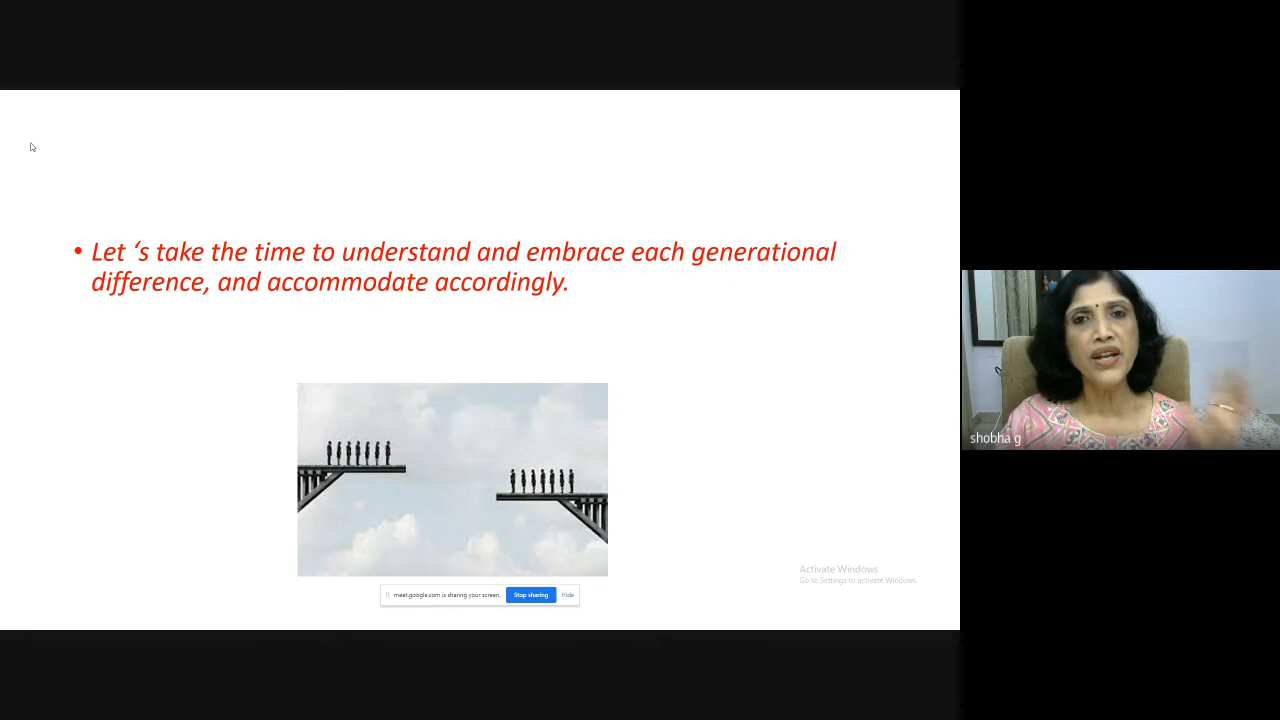 • Let ‘s take the time to understand and embrace each generational
difference, and accommodate accordingly.
shobha g
Activate Windows
Go to Settings to activate Windows.
meet.google.com is sharing your screen. Stop sharing Hide